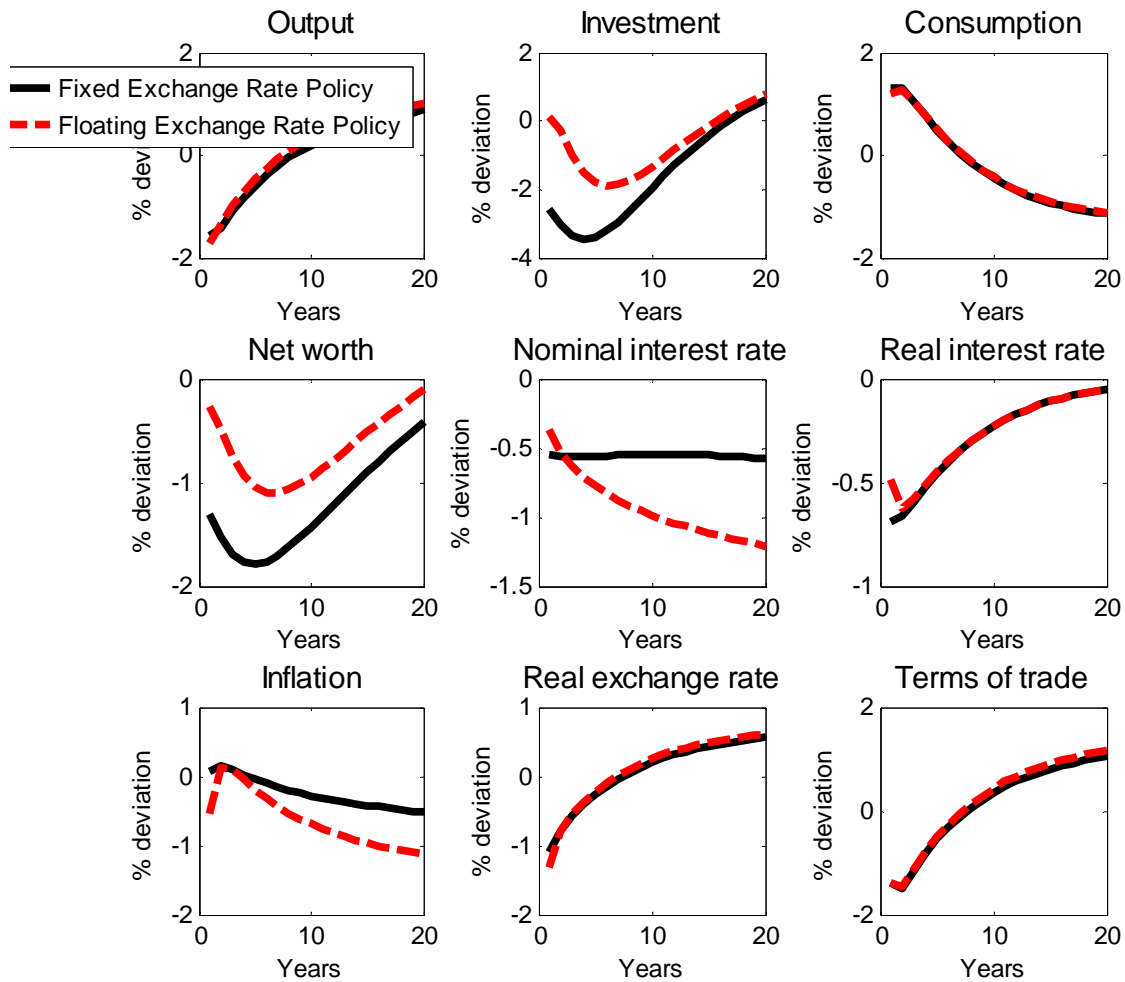 Output
Investment
Consumption
2
0
-2
% deviation
0
10
20
Years
Fixed Exchange Rate Policy
Floating Exchange Rate Policy
2
0
-2
-4
% deviation
0
10
20
Years
2
0
-2
% deviation
0
10
20
Years
Net worth
Nominal interest rate
Real interest rate
0
-1
-2
% deviation
0
10
20
Years
0
-0.5
-1
-1.5
% deviation
0
10
20
Years
0
-0.5
-1
% deviation
0
10
20
Years
Inflation
Real exchange rate
Terms of trade
1
0
-1
-2
% deviation
0
10
20
Years
1
0
-1
-2
% deviation
0
10
20
Years
2
0
-2
% deviation
0
10
20
Years